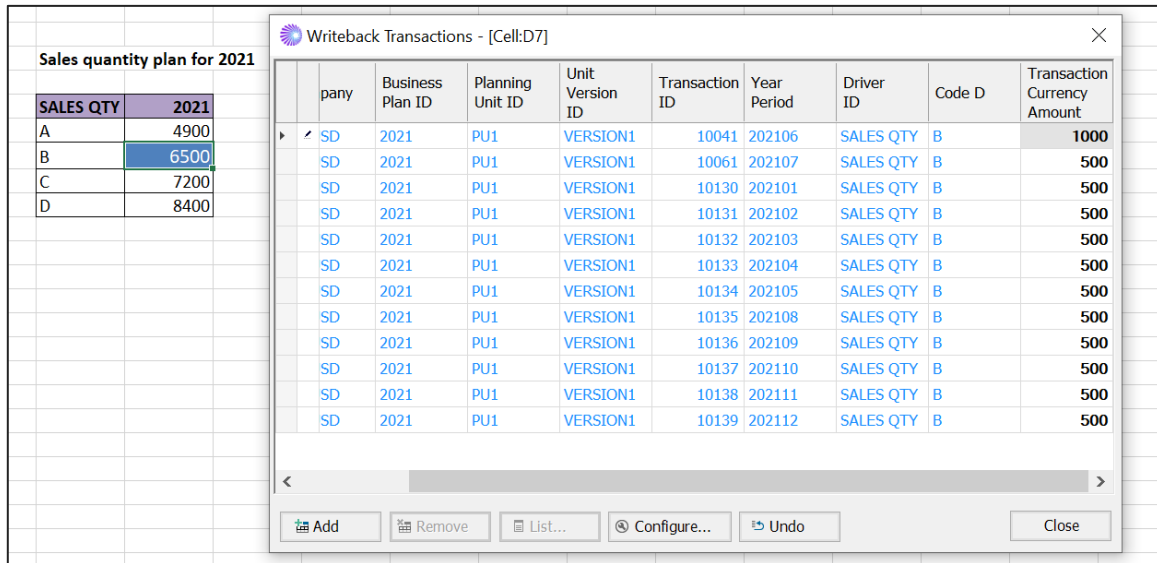 Writeback Transactions - [Cell:D7]
Sales quantity plan for 2021
SALES QTY 2021
A 4900
B 6500
C 7200
D 8400
pany Business Plan ID Planning Unit ID Unit Version ID Transaction ID Year Period Driver ID Code D Transaction Currency Amount
SD 2021 PU1 VERSION1 10041 202106 SALES QTY B 1000
SD 2021 PU1 VERSION1 10061 202107 SALES QTY B 500
SD 2021 PU1 VERSION1 10130 202101 SALES QTY B 500
SD 2021 PU1 VERSION1 10131 202102 SALES QTY B 500
SD 2021 PU1 VERSION1 10132 202103 SALES QTY B 500
SD 2021 PU1 VERSION1 10133 202104 SALES QTY B 500
SD 2021 PU1 VERSION1 10134 202105 SALES QTY B 500
SD 2021 PU1 VERSION1 10135 202108 SALES QTY B 500
SD 2021 PU1 VERSION1 10136 202109 SALES QTY B 500
SD 2021 PU1 VERSION1 10137 202110 SALES QTY B 500
SD 2021 PU1 VERSION1 10138 202111 SALES QTY B 500
SD 2021 PU1 VERSION1 10139 202112 SALES QTY B 500
Add Remove List... Configure... Undo Close